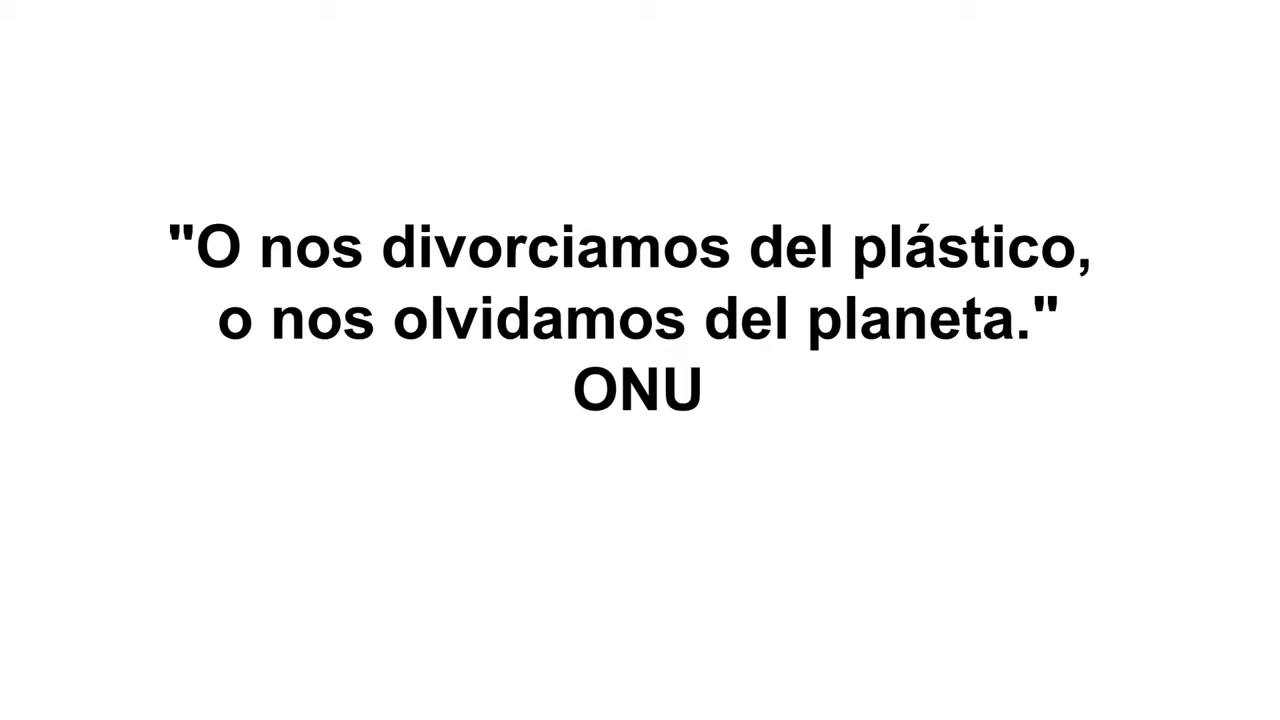 "O nos divorciamos del plástico,
o nos olvidamos del planeta."
ONU